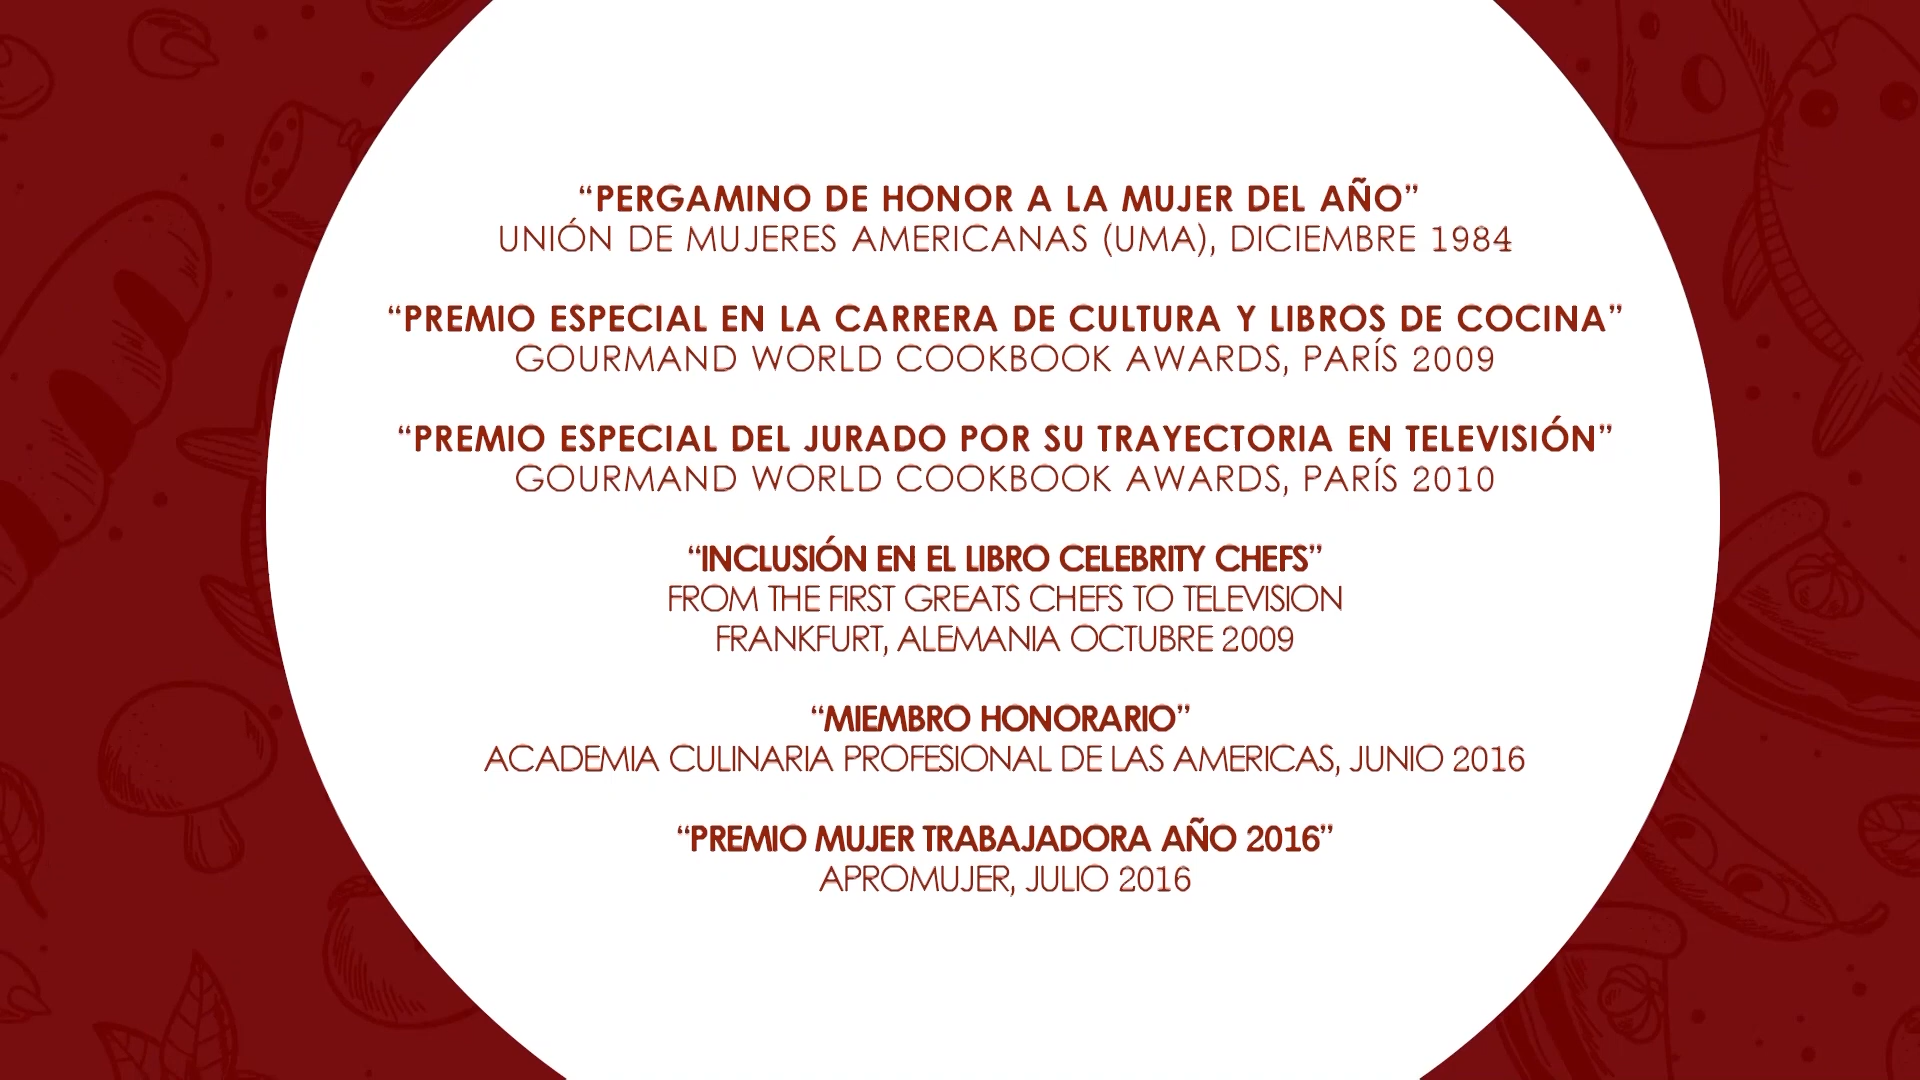 “PERGAMINO DE HONOR A LA MUJER DEL AÑO”
UNIÓN DE MUJERES AMERICANAS (UMA), DICIEMBRE 1984
“PREMIO ESPECIAL EN LA CARRERA DE CULTURA Y LIBROS DE COCINA”
GOURMAND WORLD COOKBOOK AWARDS, PARÍS 2009
“PREMIO ESPECIAL DEL JURADO POR SU TRAYECTORIA EN TELEVISIÓN”
GOURMAND WORLD COOKBOOK AWARDS, PARÍS 2010
“INCLUSIÓN EN EL LIBRO CELEBRITY CHEFS”
FROM THE FIRST GREATS CHEFS TO TELEVISION
FRANKFURT, ALEMANIA OCTUBRE 2009
“MIEMBRO HONORARIO”
ACADEMIA CULINARIA PROFESIONAL DE LAS AMERICAS, JUNIO 2016
“PREMIO MUJER TRABAJADORA AÑO 2016”
APROMUJER, JULIO 2016